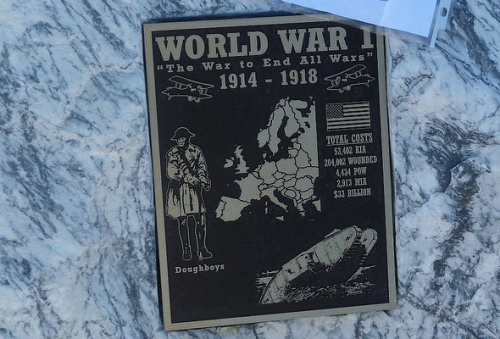 WORLD WAR I
"The War to End All Wars"
1914 - 1918
TOTAL COSTS
53,402 KIA
204,002 WOUNDED
4,434 POW
2,913 MIA
$33 BILLION
Doughboys